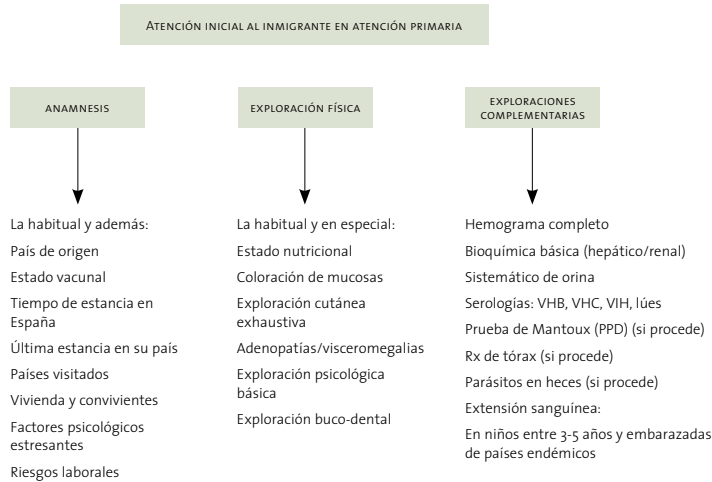 Atención inicial al inmigrante en atención primaria
anamnesis
La habitual y además:
País de origen
Estado vacunal
Tiempo de estancia en
España
Última estancia en su país
Países visitados
Vivienda y convivientes
Factores psicológicos
estresantes
Riesgos laborales
exploración física
La habitual y en especial:
Estado nutricional
Coloración de mucosas
Exploración cutánea
exhaustiva
Adenopatías/visceromegalias
Exploración psicológica
básica
Exploración buco-dental
exploraciones
complementarias
Hemograma completo
Bioquímica básica (hepático/renal)
Sistemático de orina
Serologías: VHB, VHC, VIH, lúes
Prueba de Mantoux (PPD) (si procede)
Rx de tórax (si procede)
Parásitos en heces (si procede)
Extensión sanguínea:
En niños entre 3-5 años y embarazadas
de países endémicos